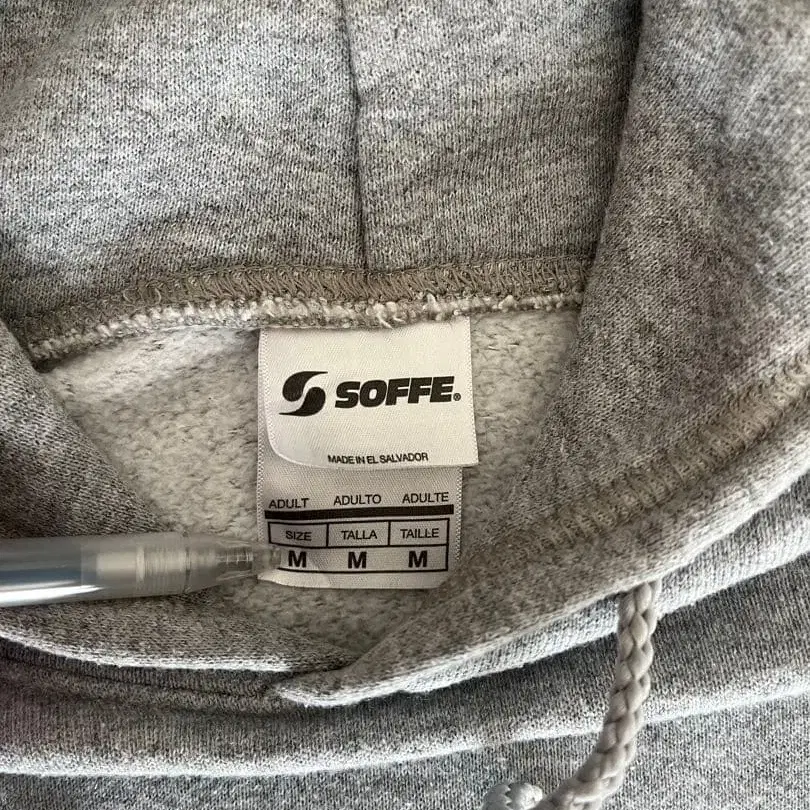 SOFFE®
MADE IN EL SALVADOR
ADULT ADULTO ADULTE
SIZE TALLA TAILLE
M M M